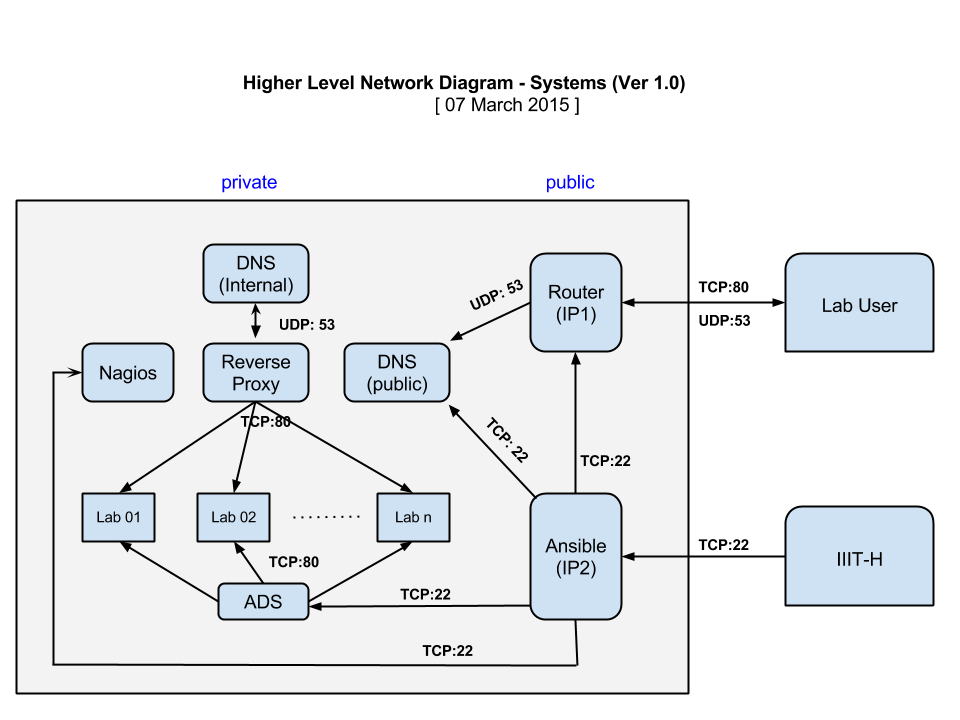 Higher Level Network Diagram - Systems (Ver 1.0)
[ 07 March 2015 ]
private
public
DNS
(Internal)
UDP: 53
Router
(IP1)
TCP:80
UDP:53
Lab User
UDP: 53
Nagios
Reverse
Proxy
DNS
(public)
TCP:80
TCP: 22
TCP:22
Lab 01
Lab 02
.........
Lab n
Ansible
(IP2)
TCP:22
IIIT-H
TCP:80
ADS
TCP:22
TCP:22